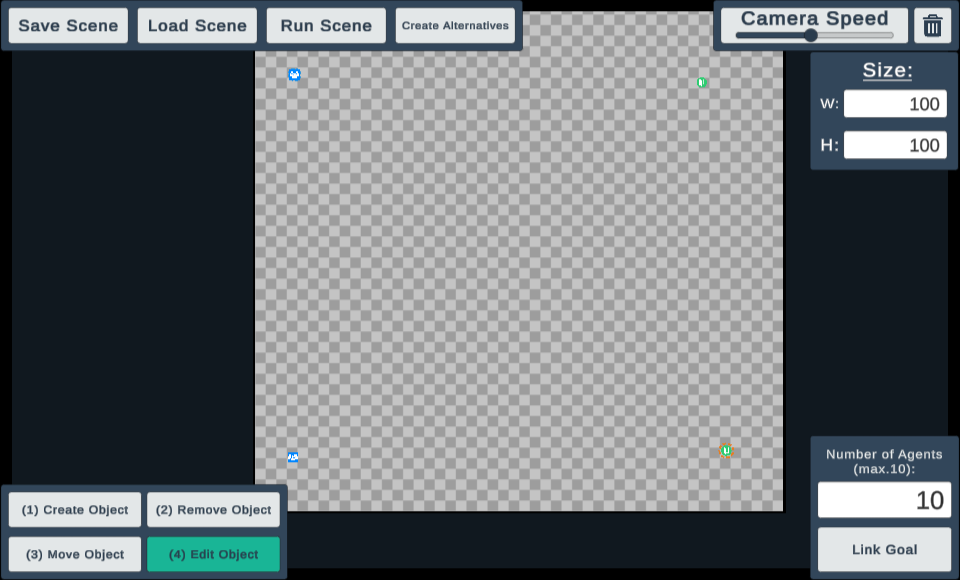 Save Scene
Load Scene
Run Scene
Create Alternatives
Camera Speed
Size:
W: 100
H: 100
Number of Agents
(max.10):
10
Link Goal
(1) Create Object
(2) Remove Object
(3) Move Object
(4) Edit Object